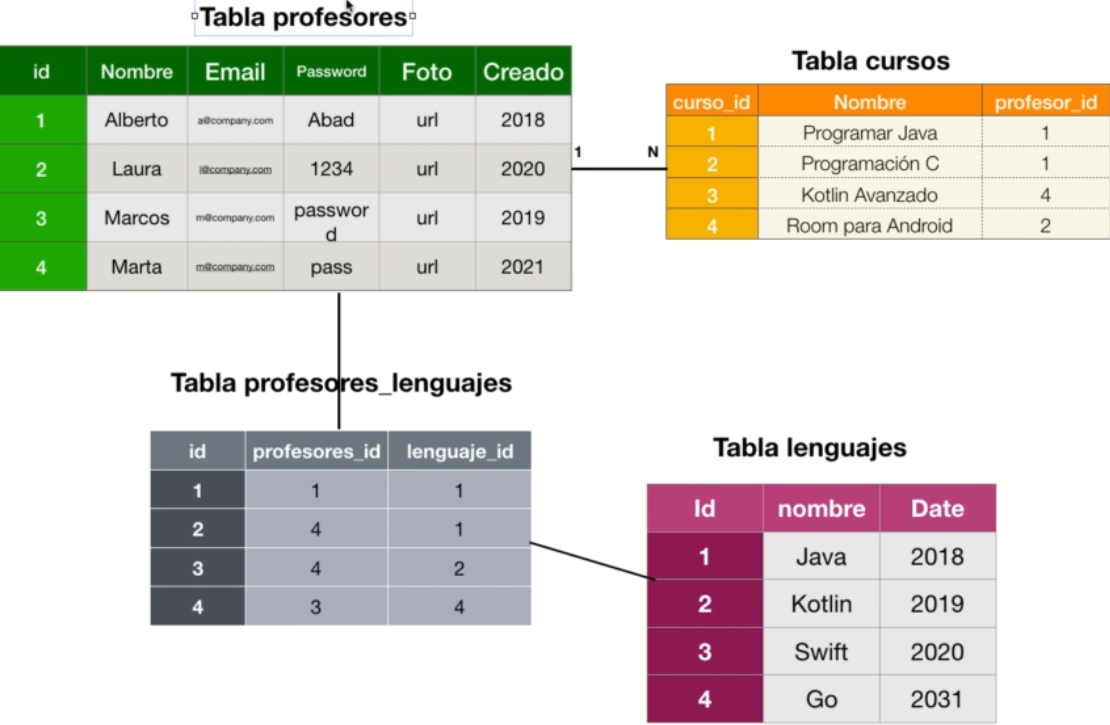 Tabla profesores
id Nombre Email Password Foto Creado
1 Alberto a@company.com Abad url 2018
2 Laura l@company.com 1234 url 2020
3 Marcos m@company.com passwor
d url 2019
4 Marta m@company.com pass url 2021
1 N
Tabla cursos
curso_id Nombre profesor_id
1 Programar Java 1
2 Programación C 1
3 Kotlin Avanzado 4
4 Room para Android 2
Tabla profesores_lenguajes
id profesores_id lenguaje_id
1 1 1
2 4 1
3 4 2
4 3 4
Tabla lenguajes
Id nombre Date
1 Java 2018
2 Kotlin 2019
3 Swift 2020
4 Go 2031